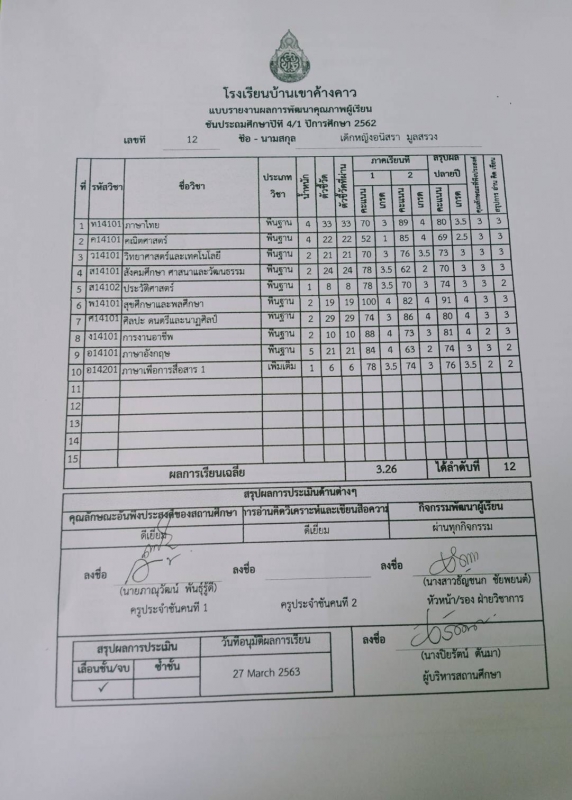 โรงเรียนบ้านเขาค้างคาว
แบบรายงานผลการพัฒนาคุณภาพผู้เรียน
ชั้นประถมศึกษาปีที่ 4/1 ปีการศึกษา 2562
เลขที่ 12 ชื่อ - นามสกุล เด็กหญิงอนิสรา มูลสรวง
ที่ รหัสวิชา ชื่อวิชา ประเภทวิชา น้ำหนัก ตัวชี้วัด ตัวชี้วัดที่ผ่าน ภาคเรียนที่ สรุปผลปลายปี คุณลักษณะอันพึงประสงค์ สรุปการ อ่าน คิด เขียน
1 2
คะแนน เกรด คะแนน เกรด คะแนน เกรด
1 ท14101 ภาษาไทย พื้นฐาน 4 33 33 70 3 89 4 80 3.5 3 3
2 ค14101 คณิตศาสตร์ พื้นฐาน 4 22 22 52 1 85 4 69 2.5 3 3
3 ว14101 วิทยาศาสตร์และเทคโนโลยี พื้นฐาน 2 21 21 70 3 76 3.5 73 3 3 3
4 ส14101 สังคมศึกษา ศาสนาและวัฒนธรรม พื้นฐาน 2 24 24 78 3.5 62 2 70 3 3 3
5 ส14102 ประวัติศาสตร์ พื้นฐาน 1 8 8 78 3.5 70 3 74 3 3 2
6 พ14101 สุขศึกษาและพลศึกษา พื้นฐาน 2 19 19 100 4 82 4 91 4 3 3
7 ศ14101 ศิลปะ ดนตรีและนาฏศิลป์ พื้นฐาน 2 29 29 74 3 86 4 80 4 3 3
8 ง14101 การงานอาชีพ พื้นฐาน 2 10 10 88 4 73 3 81 4 2 3
9 อ14101 ภาษาอังกฤษ พื้นฐาน 5 21 21 84 4 63 2 74 3 3 2
10 อ14201 ภาษาเพื่อการสื่อสาร 1 เพิ่มเติม 1 6 6 78 3.5 74 3 76 3.5 2 2
11
12
13
14
15
ผลการเรียนเฉลี่ย 3.26 ได้ลำดับที่ 12
สรุปผลการประเมินด้านต่างๆ
คุณลักษณะอันพึงประสงค์ของสถานศึกษา การอ่านคิดวิเคราะห์และเขียนสื่อความ กิจกรรมพัฒนาผู้เรียน
ดีเยี่ยม ดีเยี่ยม ผ่านทุกกิจกรรม
ลงชื่อ ลงชื่อ ลงชื่อ
(นายภาณุวัฒน์ พันธุ์รัฐติ) (นางสาวธัญชนก ชัยพยนต์)
ครูประจำชั้นคนที่ 1 ครูประจำชั้นคนที่ 2 หัวหน้า/รอง ฝ่ายวิชาการ
สรุปผลการประเมิน วันที่อนุมัติผลการเรียน ลงชื่อ
เลื่อนชั้น/จบ ซ้ำชั้น
✓ 27 March 2563
(นางปิยรัตน์ ตันมา)
ผู้บริหารสถานศึกษา